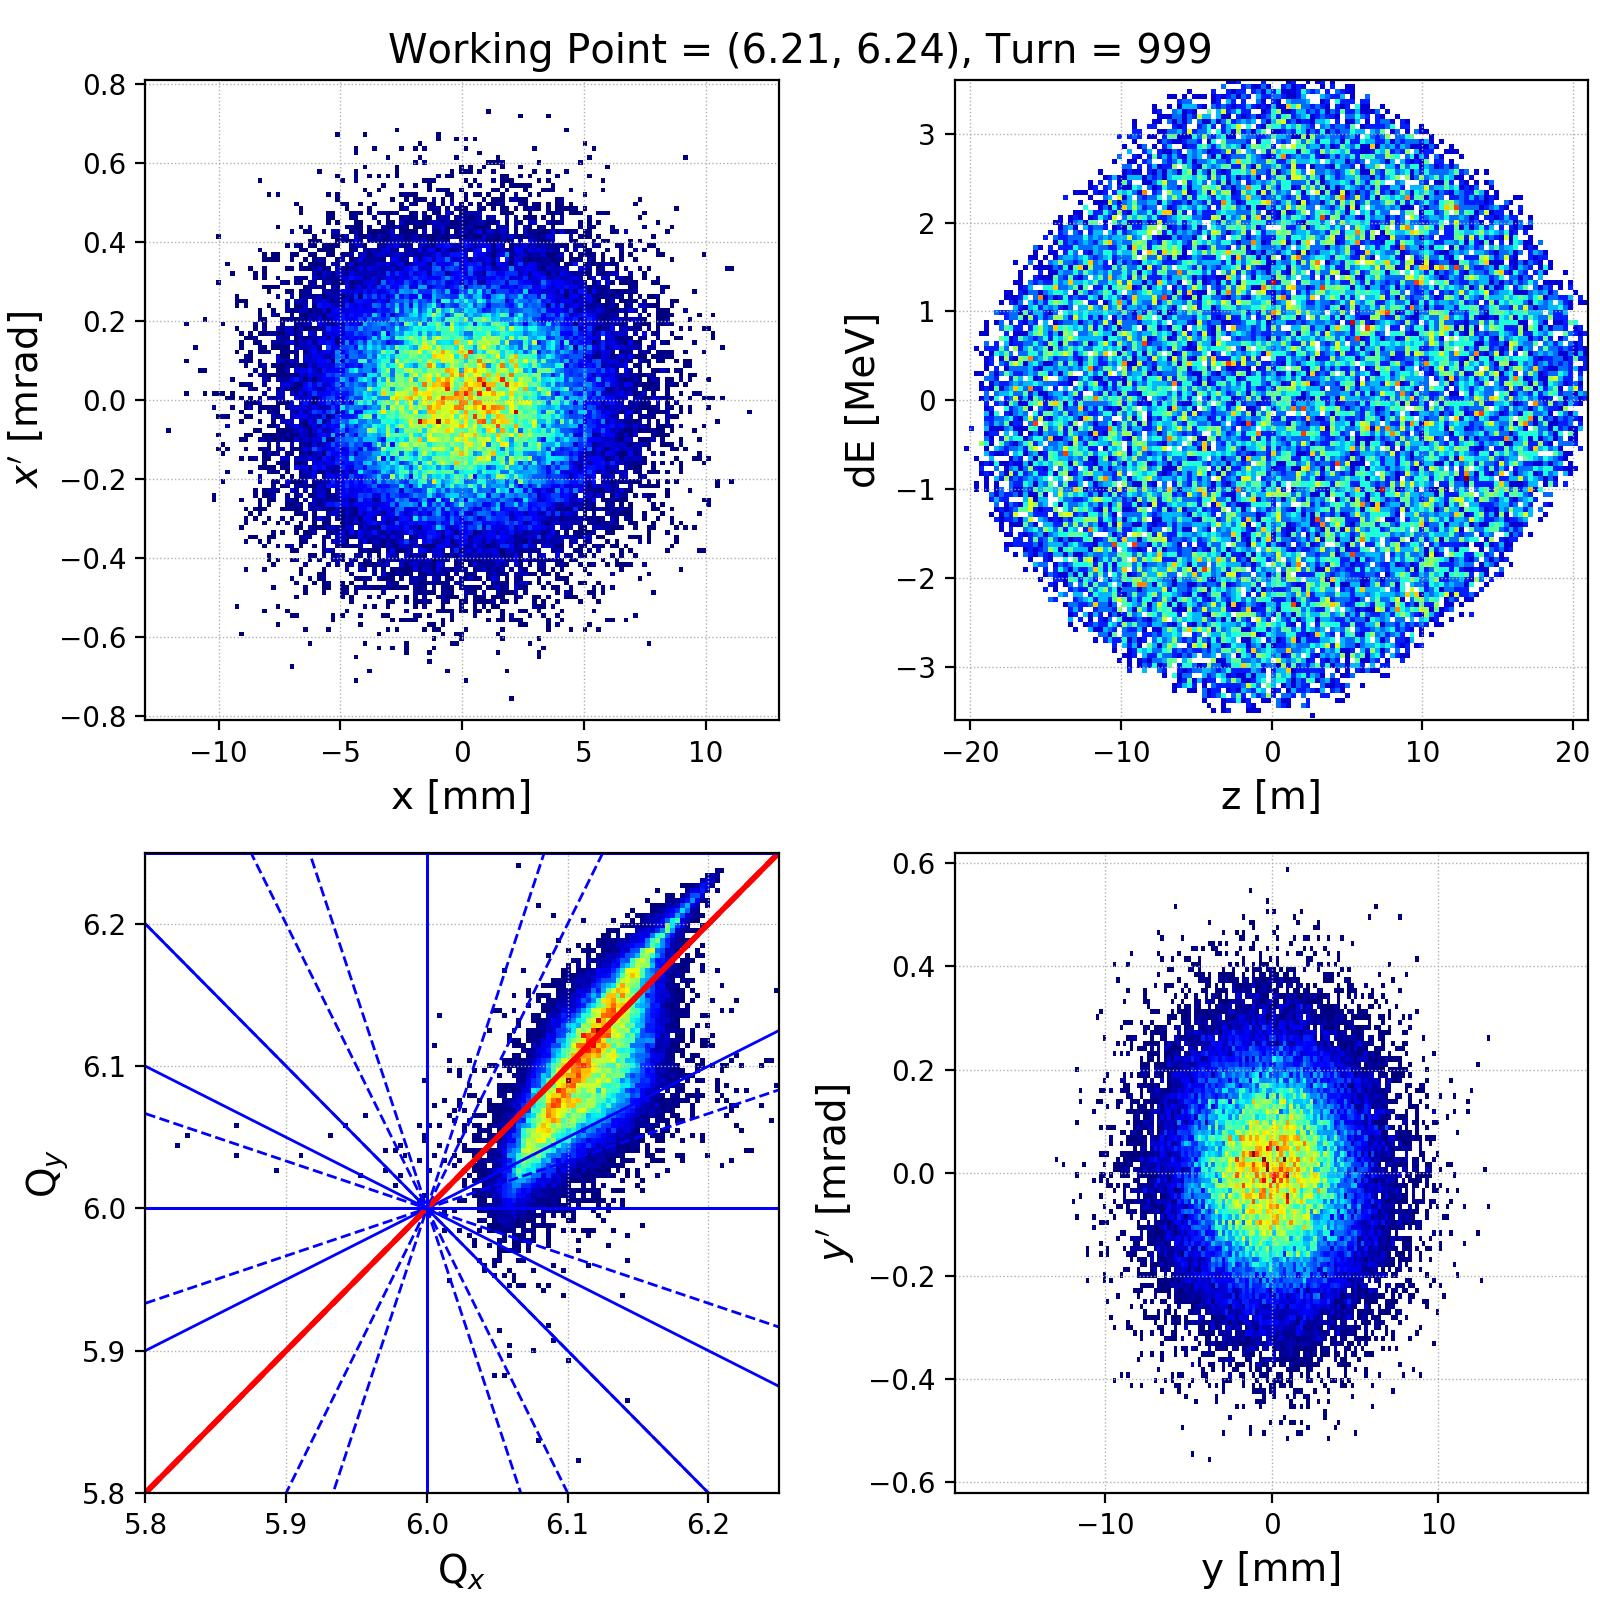 Working Point = (6.21, 6.24), Turn = 999
0.8
0.6
0.4
0.2
0.0
−0.2
−0.4
−0.6
−0.8
x′ [mrad]
−10 −5 0 5 10
x [mm]
3
2
1
0
−1
−2
−3
dE [MeV]
−20 −10 0 10 20
z [m]
6.2
6.1
6.0
5.9
5.8
Qy
5.8 5.9 6.0 6.1 6.2
Qx
0.6
0.4
0.2
0.0
−0.2
−0.4
−0.6
y′ [mrad]
−10 0 10
y [mm]